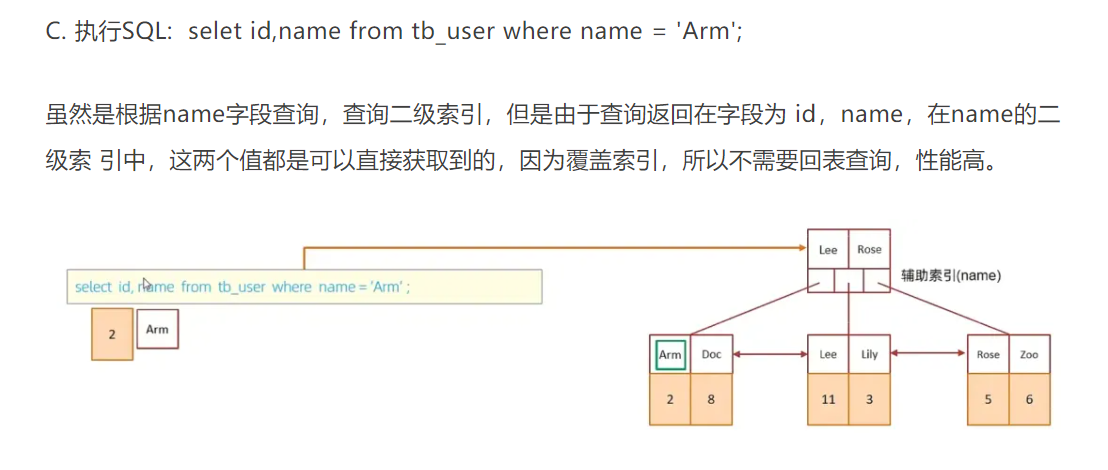 C. 执行SQL:  selet id,name from tb_user where name = 'Arm';
虽然是根据name字段查询，查询二级索引，但是由于查询返回在字段为 id，name，在name的二
级索 引中，这两个值都是可以直接获取到的，因为覆盖索引，所以不需要回表查询，性能高。
Lee Rose
辅助索引(name)
select id, name from tb_user where name = 'Arm' ;
2 Arm
Arm Doc Lee Lily Rose Zoo
2 8 11 3 5 6